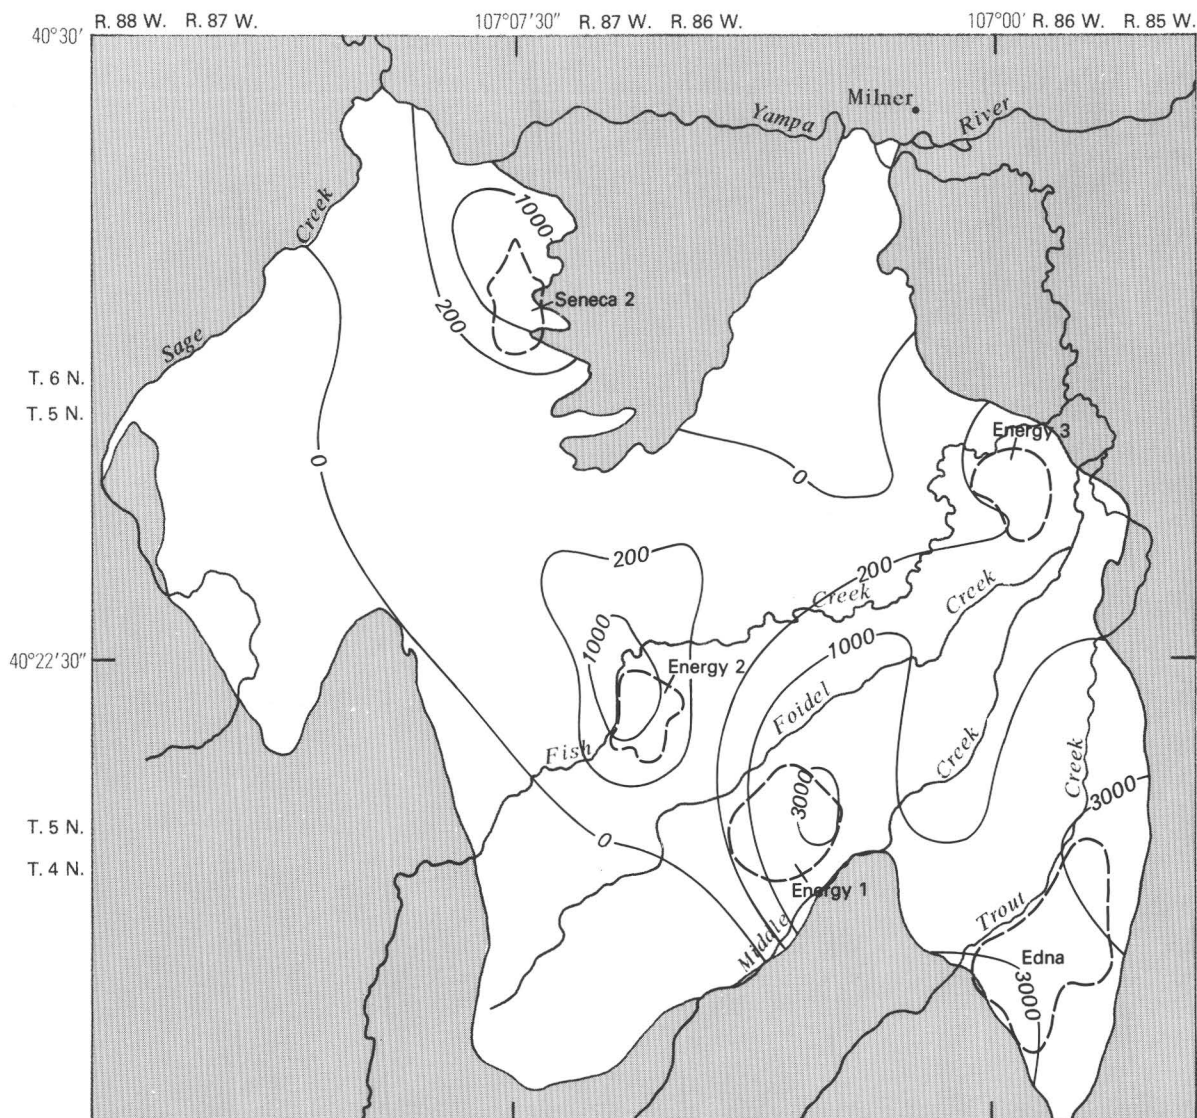 R. 88 W. R. 87 W. 107°07'30" R. 87 W. R. 86 W. 107°00' R. 86 W. R. 85 W.
40°30'
Milner
Yampa River
1000
Creek
Seneca 2
200
Sage
T. 6 N.
T. 5 N.
Energy 3
0
0
200
200
Creek
Creek
1000
1000
40°22'30"
Energy 2
Foidel
Fish
Creek
Creek
3000
3000
T. 5 N.
0
T. 4 N.
Energy 1
Trout
Middle
Edna
3000